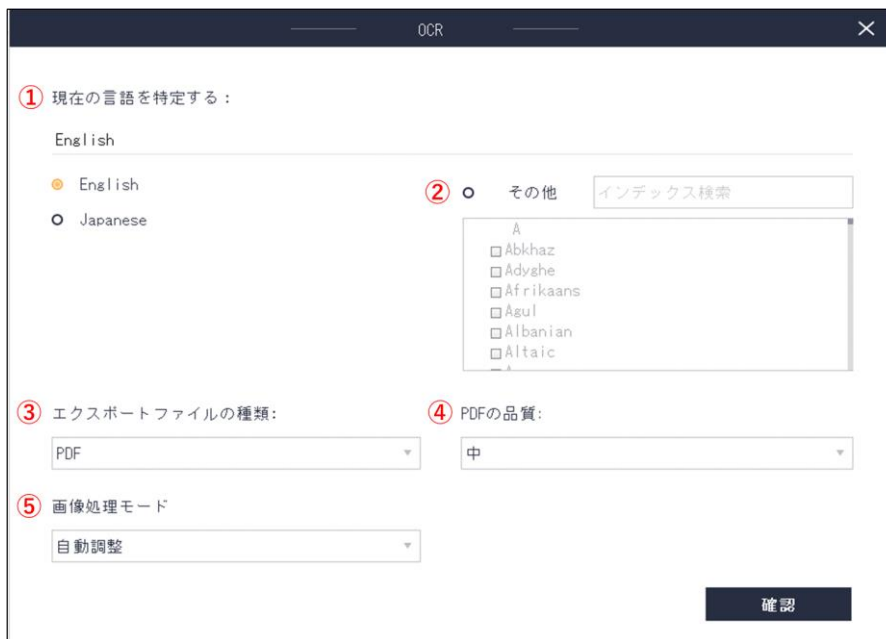 OCR
① 現在の言語を特定する：
English
English
Japanese
② その他 インデックス検索
A
Abkhaz
Adyghe
Afrikaans
Agul
Albanian
Altaic
③ エクスポートファイルの種類:
PDF
④ PDFの品質:
中
⑤ 画像処理モード
自動調整
確認